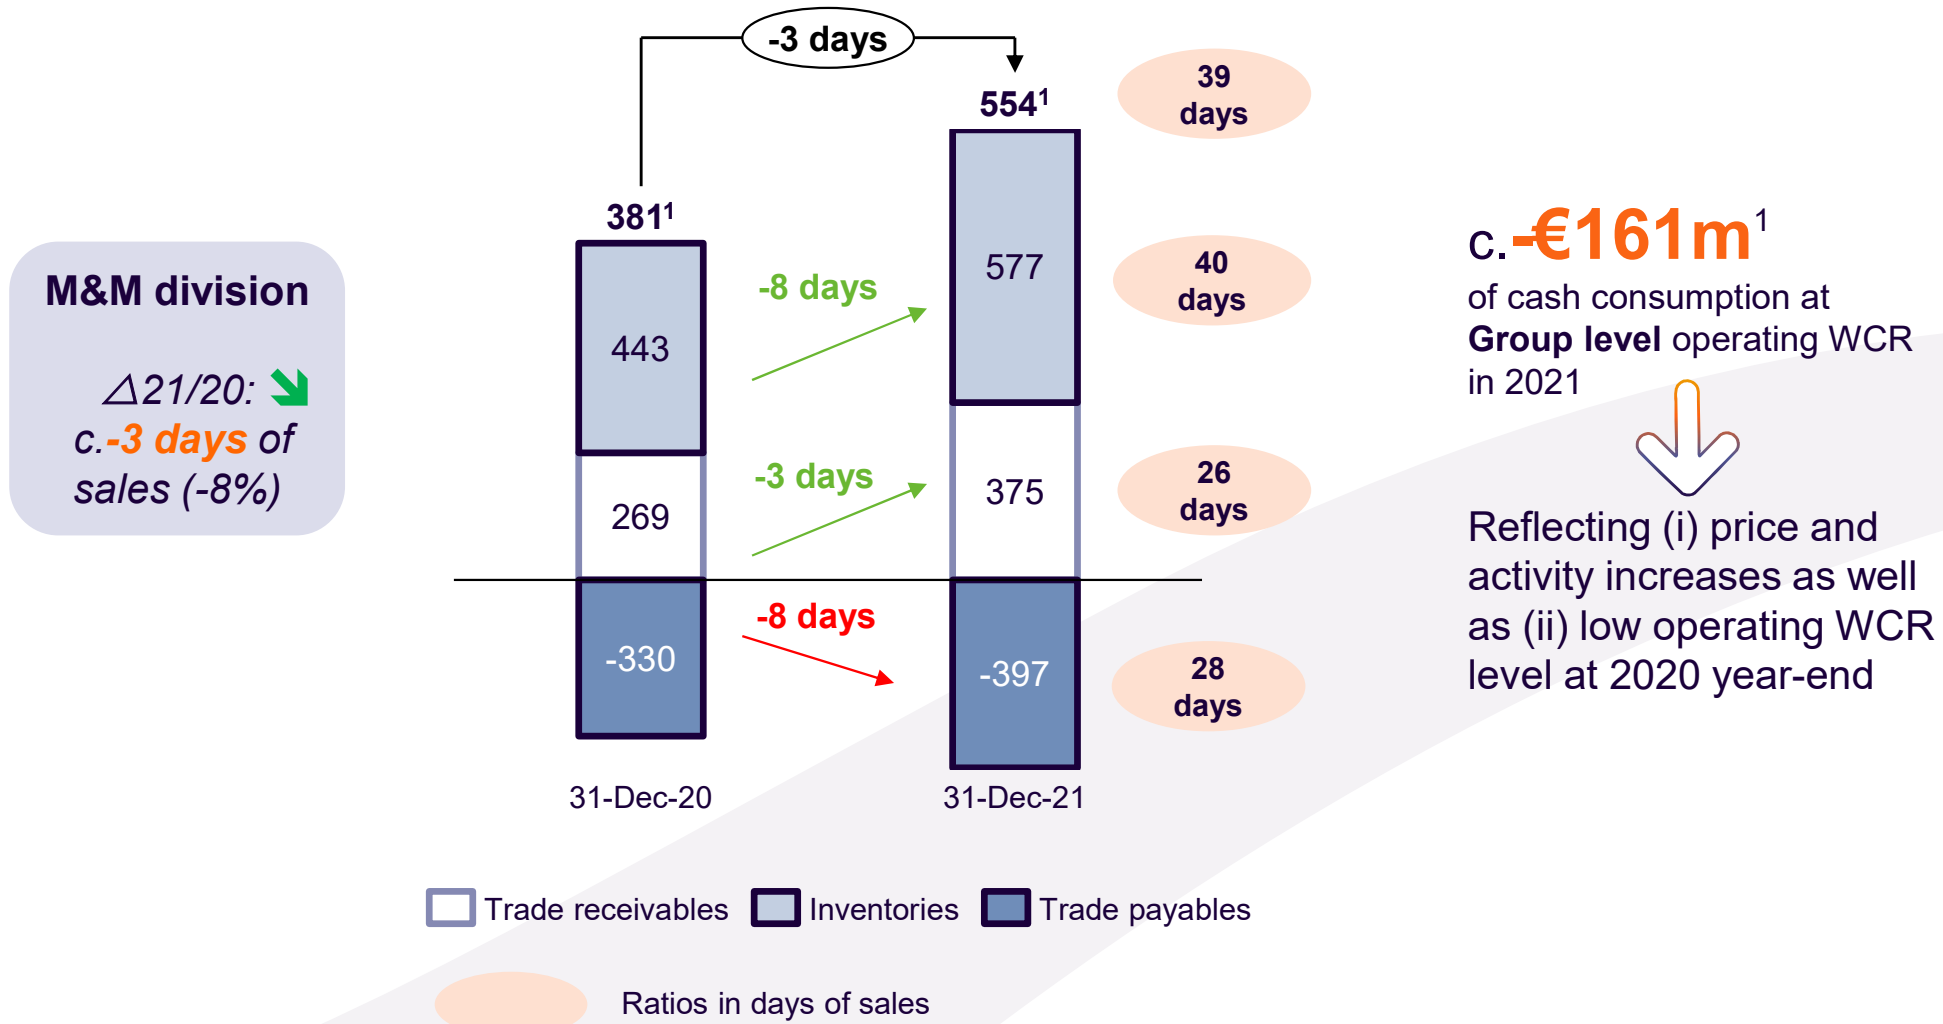 -3 days
39
days
554¹
381¹
M&M division
△21/20:
c.-3 days of
sales (-8%)
-8 days
443
577
40
days
-3 days
269
375
26
days
-8 days
-330
-397
28
days
31-Dec-20
31-Dec-21
c.-€161m¹
of cash consumption at
Group level operating WCR
in 2021
Reflecting (i) price and
activity increases as well
as (ii) low operating WCR
level at 2020 year-end
Trade receivables
Inventories
Trade payables
Ratios in days of sales